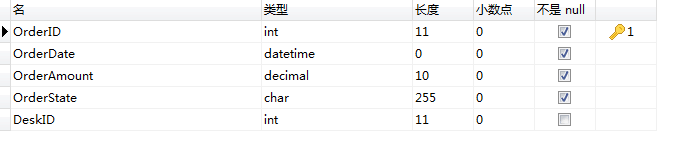 名 类型 长度 小数点 不是 null
OrderID int 11 0 1
OrderDate datetime 0 0
OrderAmount decimal 10 0
OrderState char 255 0
DeskID int 11 0